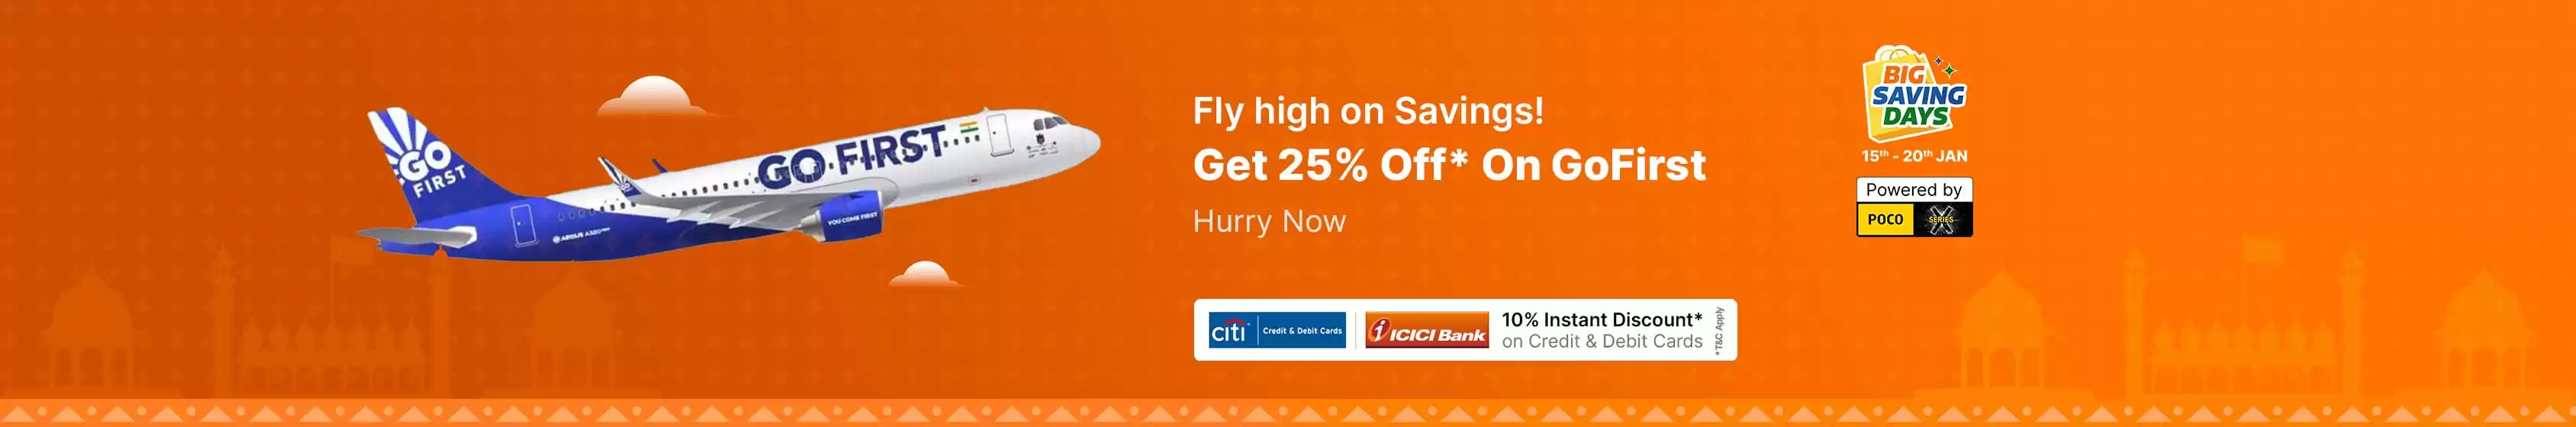 GO
FIRST
GO FIRST
YOU COME FIRST
AIRBUS A320neo
Fly high on Savings!
Get 25% Off* On GoFirst
Hurry Now
citi
Credit & Debit Cards
ICICI Bank
10% Instant Discount*
on Credit & Debit Cards
*T&C Apply
BIG
SAVING
DAYS
15th - 20th JAN
Powered by
POCO
X
SERIES